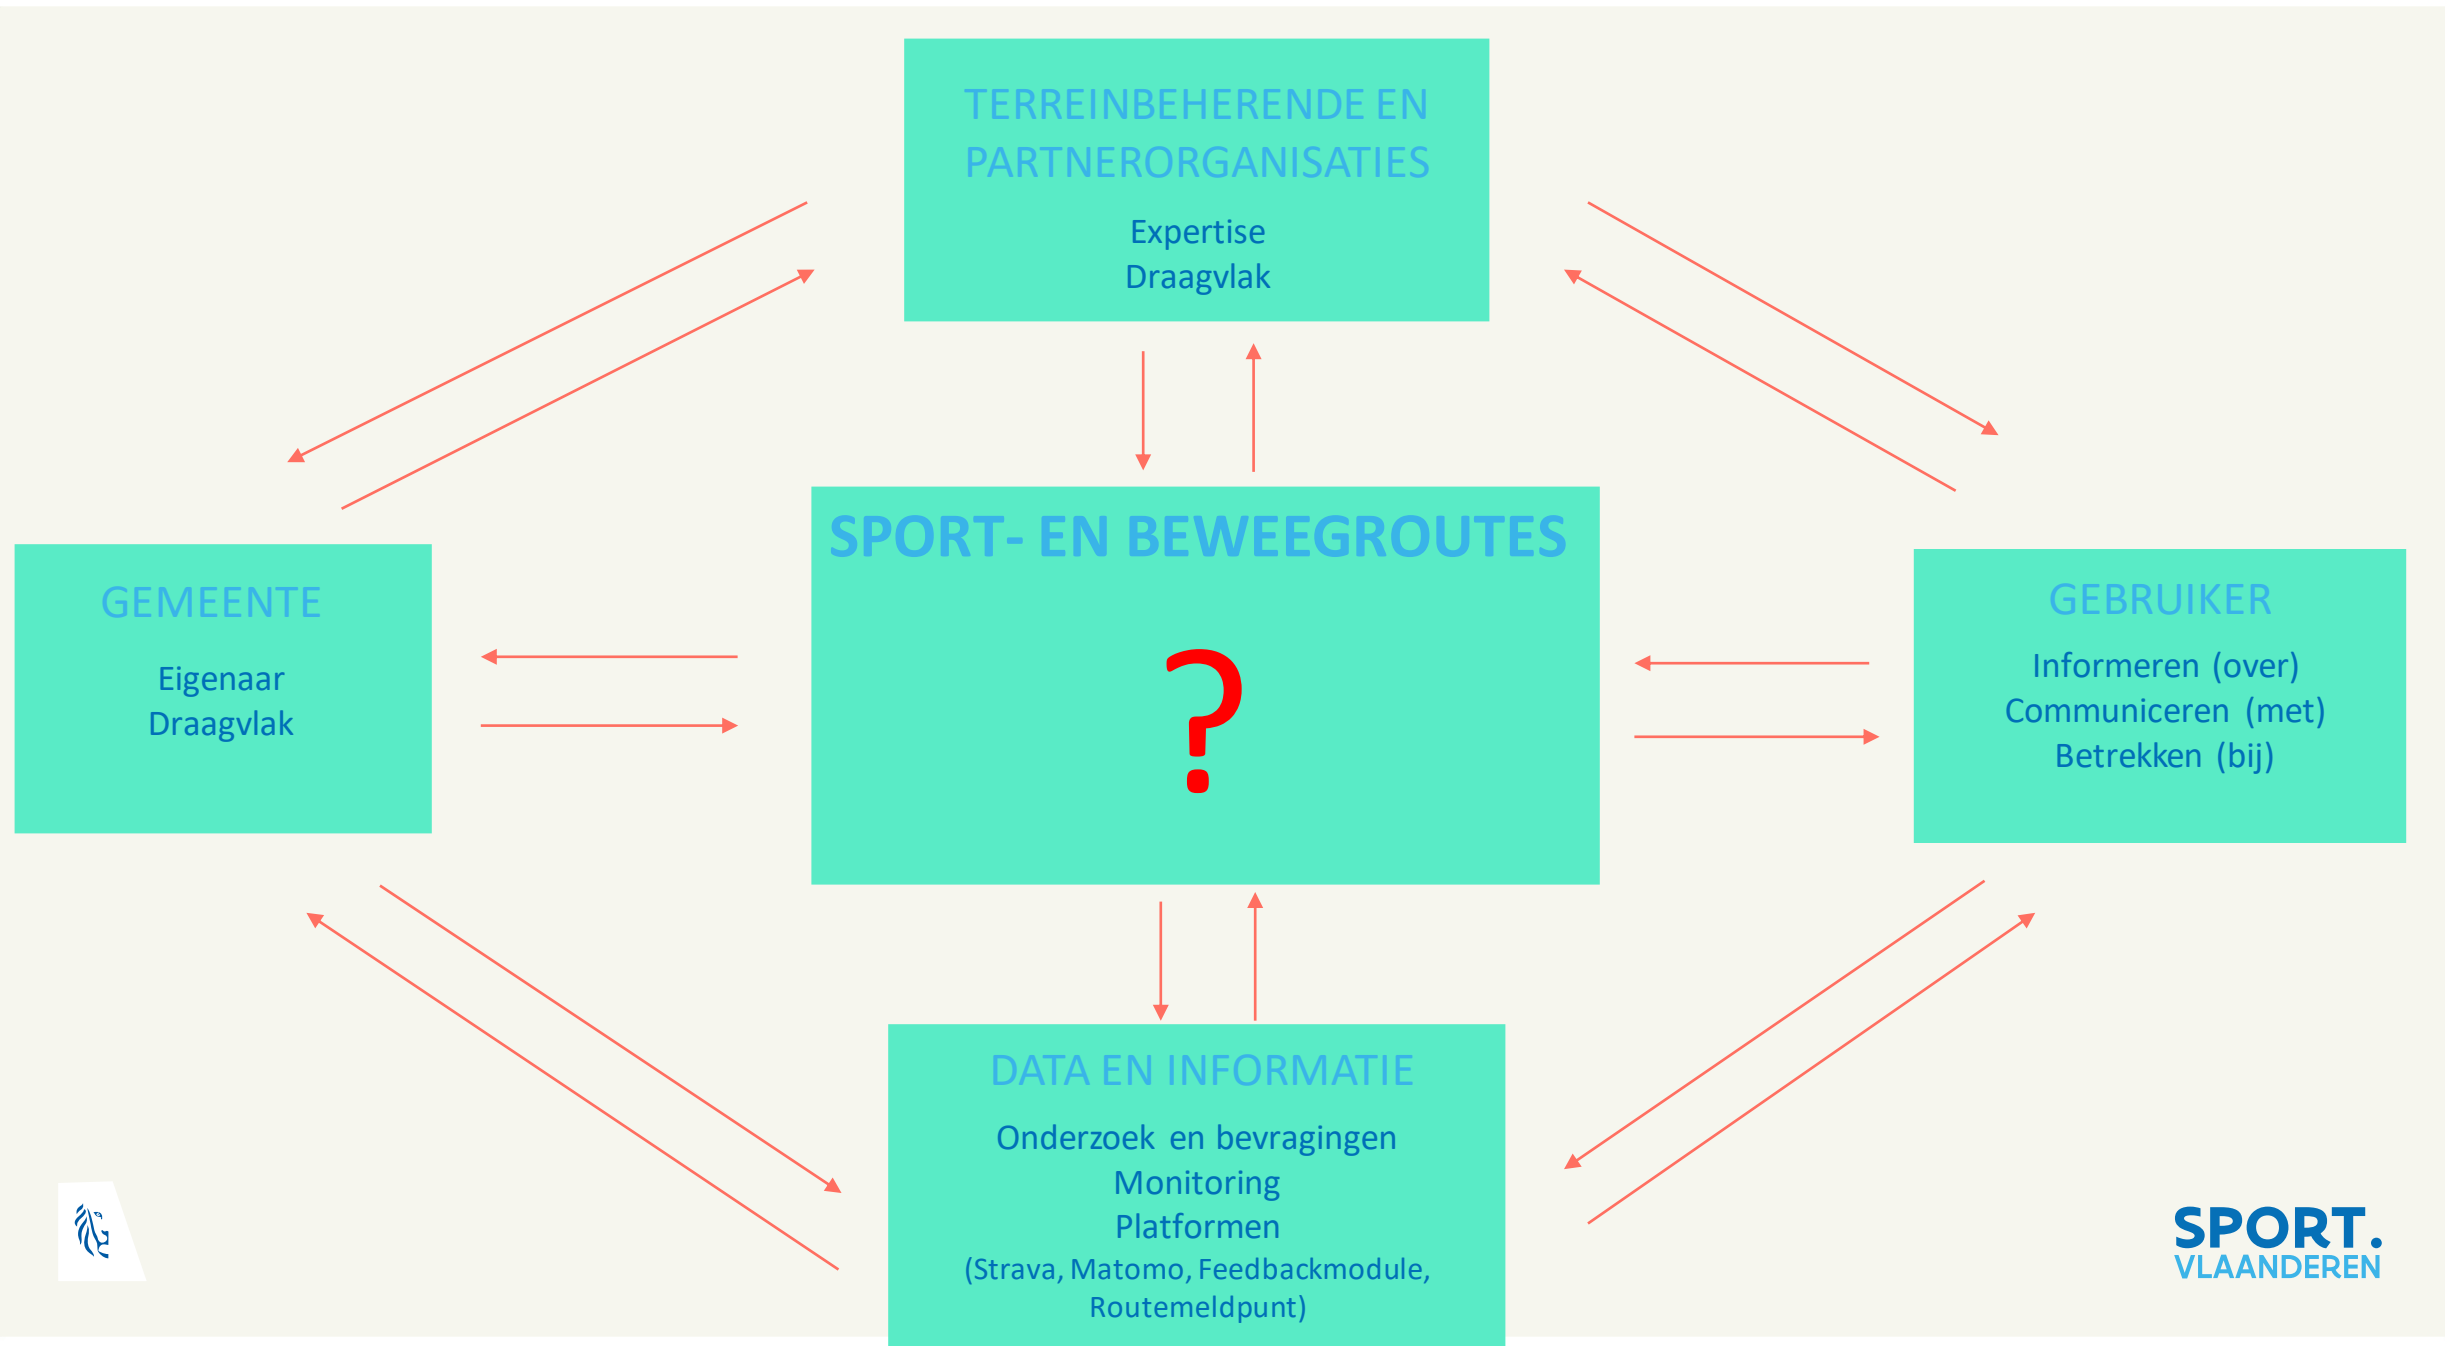 TERREINBEHERENDE EN
PARTNERORGANISATIES
Expertise
Draagvlak
SPORT- EN BEWEEGROUTES
?
GEMEENTE
Eigenaar
Draagvlak
GEBRUIKER
Informeren (over)
Communiceren (met)
Betrekken (bij)
DATA EN INFORMATIE
Onderzoek en bevragingen
Monitoring
Platformen
(Strava, Matomo, Feedbackmodule,
Routemeldpunt)
SPORT.
VLAANDEREN